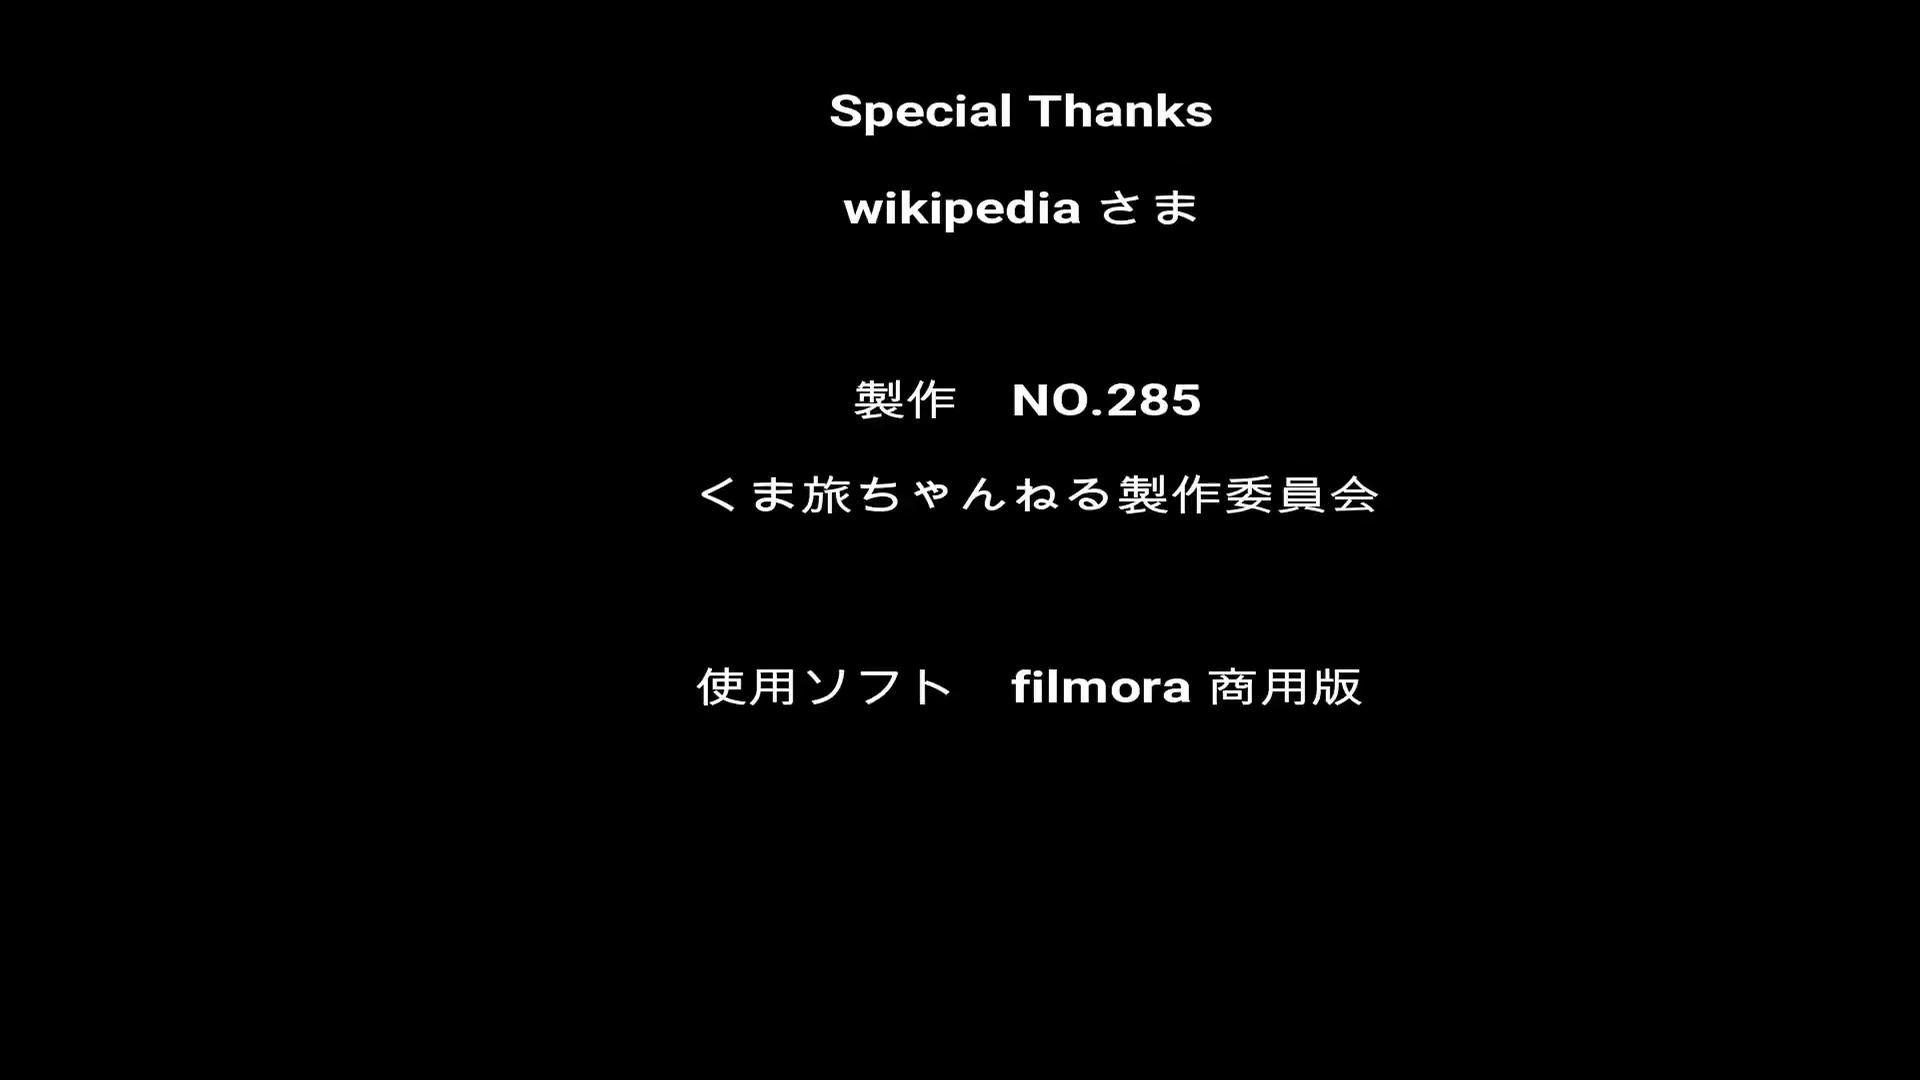 Special Thanks
wikipedia さま
製作　NO.285
くま旅ちゃんねる製作委員会
使用ソフト　filmora 商用版